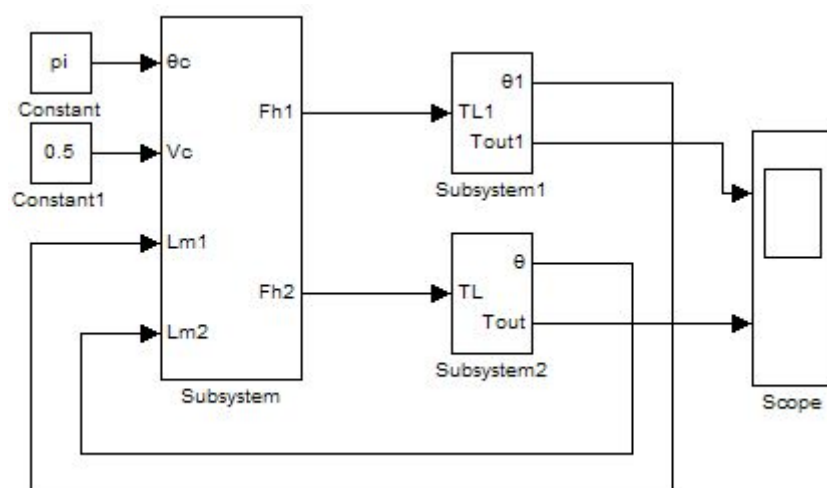 pi
Constant
0.5
Constant1
θc
Vc
Lm1
Lm2
Fh1
Fh2
Subsystem
TL1
θ1
Tout1
Subsystem1
TL
θ
Tout
Subsystem2
Scope